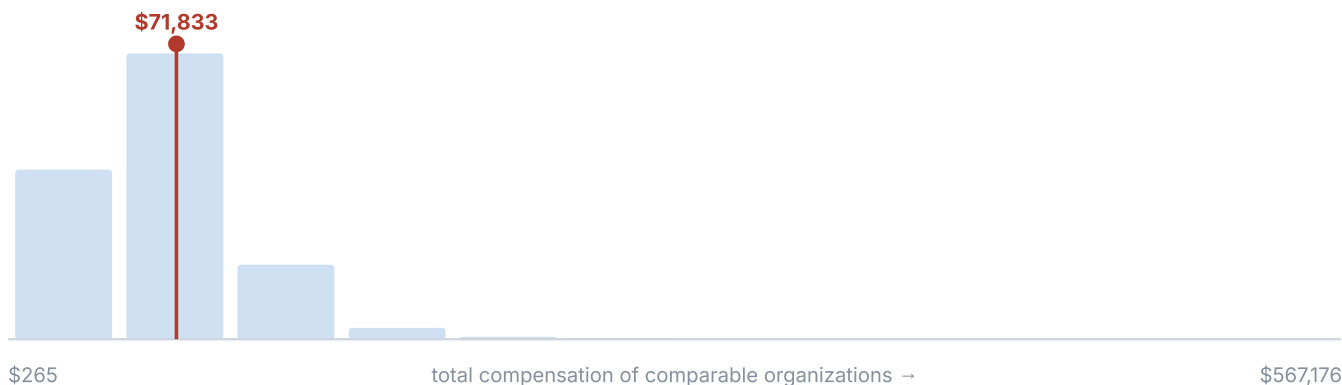 $71,833
$265
total compensation of comparable organizations →
$567,176